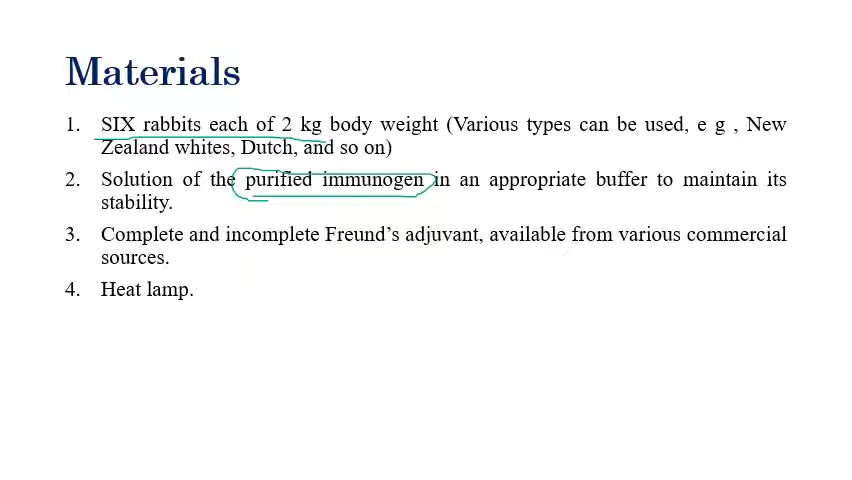 Materials
1. SIX rabbits each of 2 kg body weight (Various types can be used, e g , New
Zealand whites, Dutch, and so on)
2. Solution of the purified immunogen in an appropriate buffer to maintain its
stability.
3. Complete and incomplete Freund’s adjuvant, available from various commercial
sources.
4. Heat lamp.